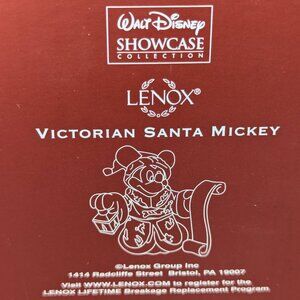 WALT DISNEY
SHOWCASE
COLLECTION
LENOX®
VICTORIAN SANTA MICKEY
©Lenox Group Inc
1414 Radcliffe Street Bristol, PA 19007
Visit WWW.LENOX.COM to register for the
LENOX LIFETIME Breakage Replacement Program.